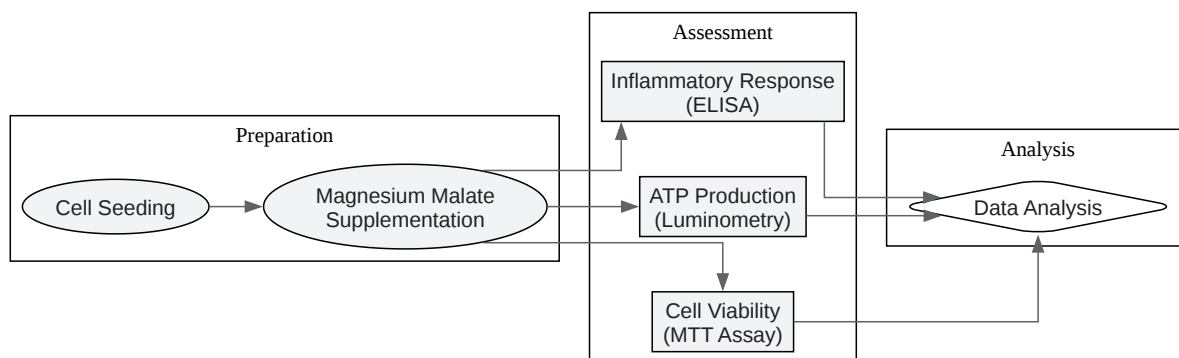 Preparation
Cell Seeding
Magnesium Malate
Supplementation
Assessment
Inflammatory Response
(ELISA)
ATP Production
(Luminometry)
Cell Viability
(MTT Assay)
Analysis
Data Analysis